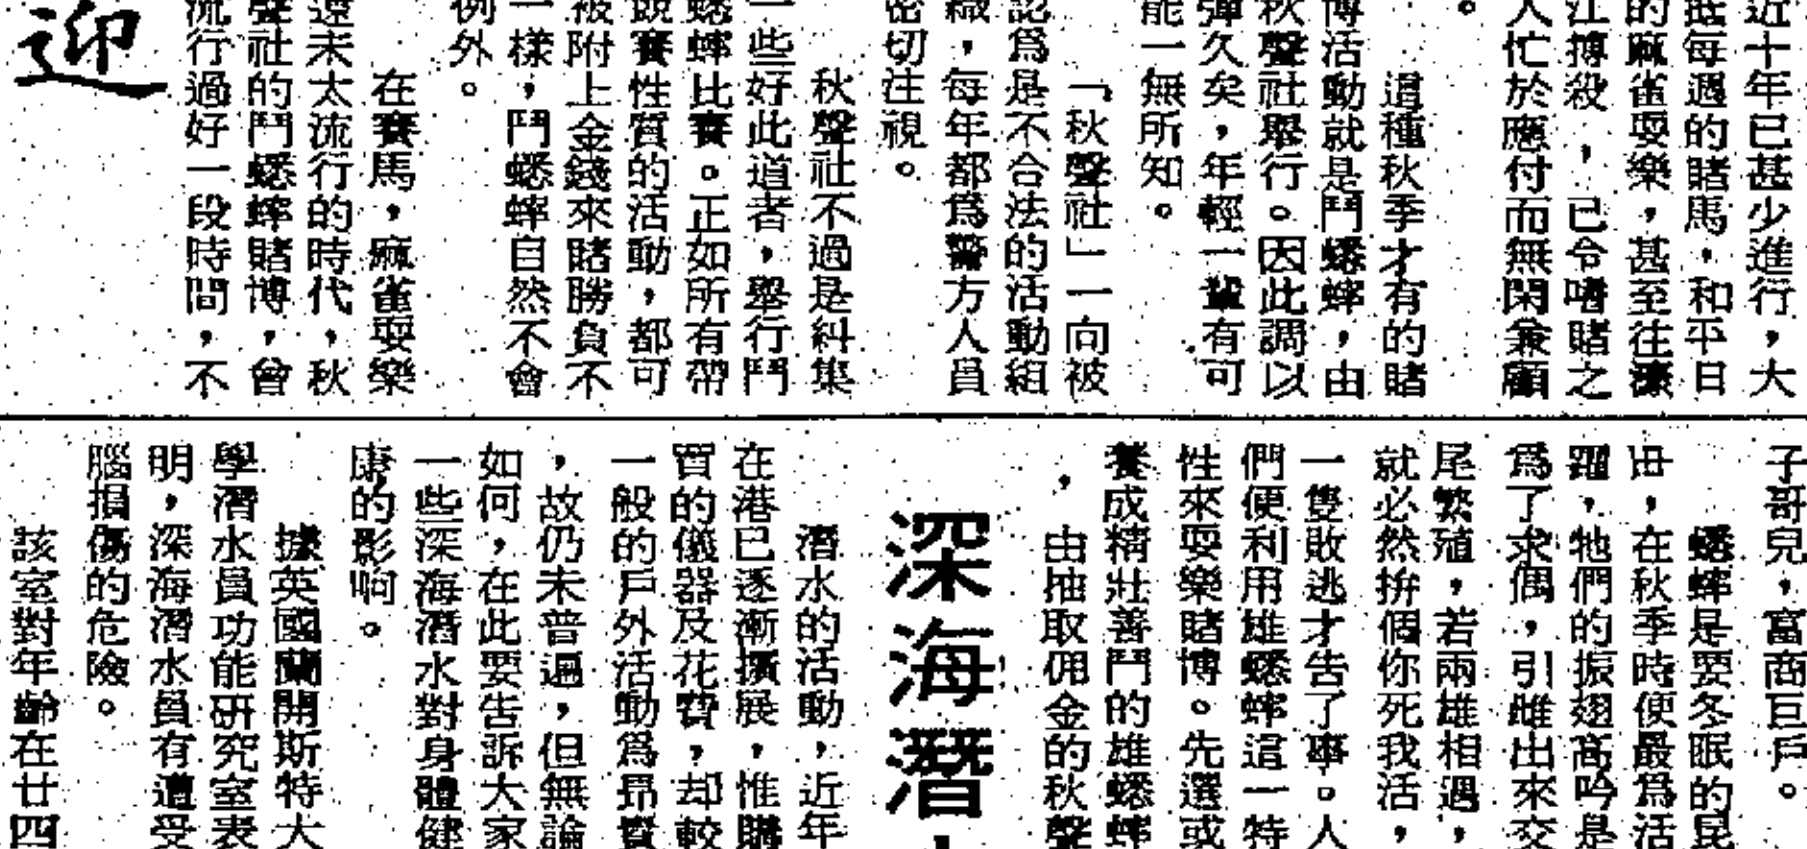 近十年已甚少進行，大
抵每週的賭馬，和平日
的麻雀耍樂，甚至往濠
江搏殺，已令嗜賭之
人忙於應付而無閑兼顧
。
這種秋季才有的賭
博活動就是鬥蟋蟀，由
秋聲社舉行。因此調以
彈久矣，年輕一輩有可
能一無所知。
「秋聲社」一向被
認爲是不合法的活動組
織，每年都爲警方人員
密切注視。
秋聲社不過是糾集
一些好此道者，舉行鬥
蟋蟀比賽。正如所有帶
競賽性質的活動，都可
被附上金錢來賭勝負不
一樣，鬥蟋蟀自然不會
例外。
在賽馬，麻雀耍樂
還未太流行的時代，秋
聲社的鬥蟋蟀賭博，曾
流行過好一段時間，不
迎
子哥兒，富商巨戶。
蟋蟀是要冬眠的昆
虫，在秋季時便最爲活
躍，牠們的振翅高吟是
爲了求偶，引雌出來交
尾繁殖，若兩雄相遇，
就必然拚個你死我活，
一隻敗逃才告了事。人
們便利用雄蟋蟀這一特
性來耍樂賭博。先選或
養成精壯善鬥的雄蟋蟀
，由抽取佣金的秋聲
深海潛
潛水的活動，近年
在港已逐漸擴展，惟購
買的儀器及花費，却較
一般的戶外活動爲昂貴
，故仍未普遍，但無論
如何，在此要告訴大家
一些深海潛水對身體健
康的影响。
據英國蘭開斯特大
學潛水員功能研究室表
明，深海潛水員有遭受
腦損傷的危險。
該室對年齡在廿四